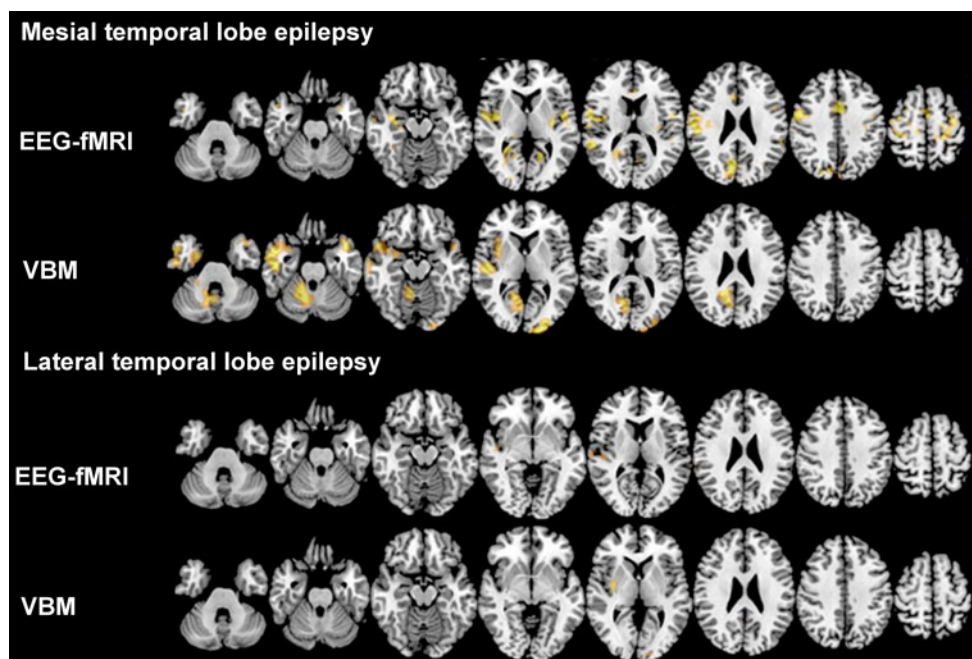 Mesial temporal lobe epilepsy
EEG-fMRI
VBM
Lateral temporal lobe epilepsy
EEG-fMRI
VBM